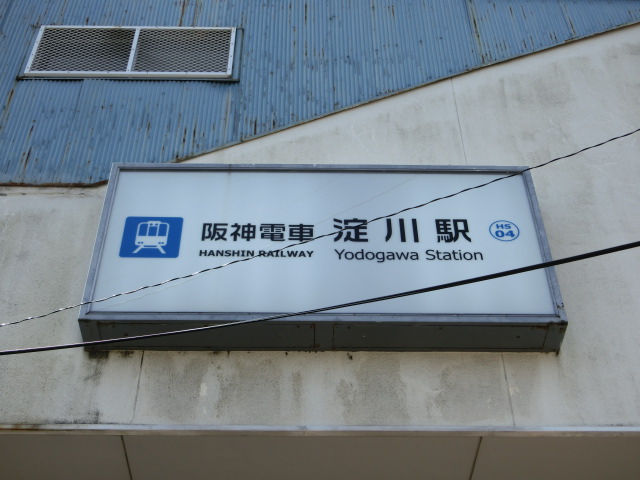 阪神電車 淀川駅 HS 04
HANSHIN RAILWAY Yodogawa Station